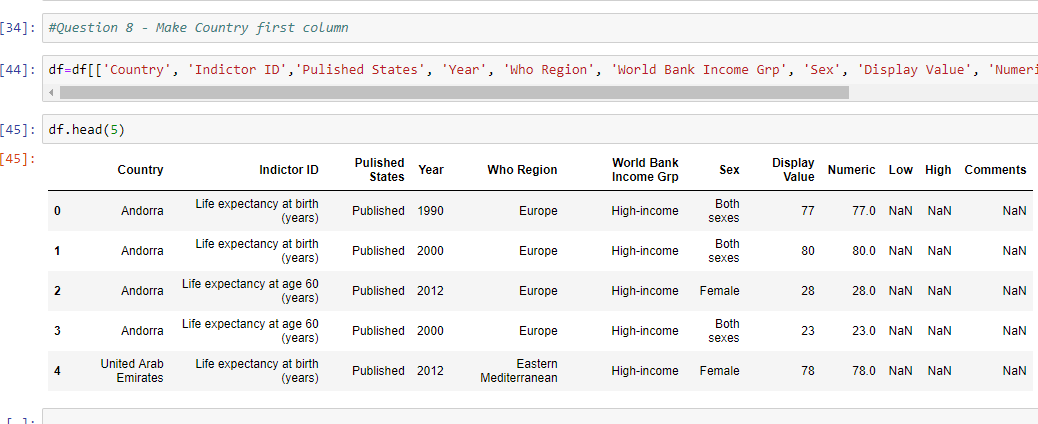 [34]: #Question 8 - Make Country first column
[44]: df=df[['Country', 'Indictor ID','Pulished States', 'Year', 'Who Region', 'World Bank Income Grp', 'Sex', 'Display Value', 'Numeri
[45]: df.head(5)
[45]:
Country Indictor ID Pulished States Year Who Region World Bank Income Grp Sex Display Value Numeric Low High Comments
0 Andorra Life expectancy at birth (years) Published 1990 Europe High-income Both sexes 77 77.0 NaN NaN NaN
1 Andorra Life expectancy at birth (years) Published 2000 Europe High-income Both sexes 80 80.0 NaN NaN NaN
2 Andorra Life expectancy at age 60 (years) Published 2012 Europe High-income Female 28 28.0 NaN NaN NaN
3 Andorra Life expectancy at age 60 (years) Published 2000 Europe High-income Both sexes 23 23.0 NaN NaN NaN
4 United Arab Emirates Life expectancy at birth (years) Published 2012 Eastern Mediterranean High-income Female 78 78.0 NaN NaN NaN
[ ]: